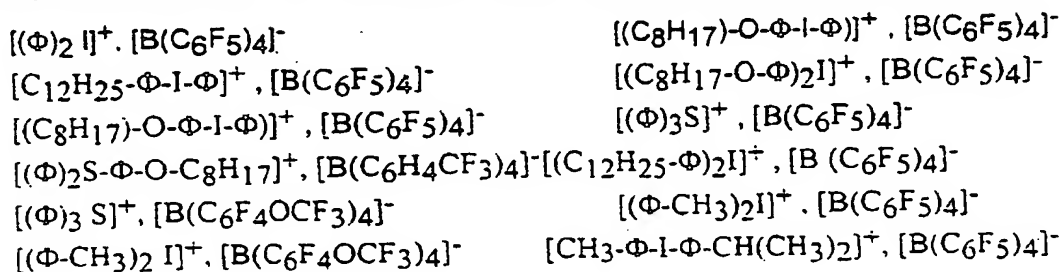 [(Φ)2 I]+. [B(C6F5)4]- [(C8H17)-O-Φ-I-Φ)]+ , [B(C6F5)4]-
[C12H25-Φ-I-Φ]+ , [B(C6F5)4]- [(C8H17-O-Φ)2I]+ , [B(C6F5)4]-
[(C8H17)-O-Φ-I-Φ)]+ , [B(C6F5)4]- [(Φ)3S]+ , [B(C6F5)4]-
[(Φ)2S-Φ-O-C8H17]+, [B(C6H4CF3)4]-[(C12H25-Φ)2I]+ , [B (C6F5)4]-
[(Φ)3 S]+, [B(C6F4OCF3)4]- [(Φ-CH3)2I]+ . [B(C6F5)4]-
[(Φ-CH3)2 I]+, [B(C6F4OCF3)4]- [CH3-Φ-I-Φ-CH(CH3)2]+, [B(C6F5)4]-